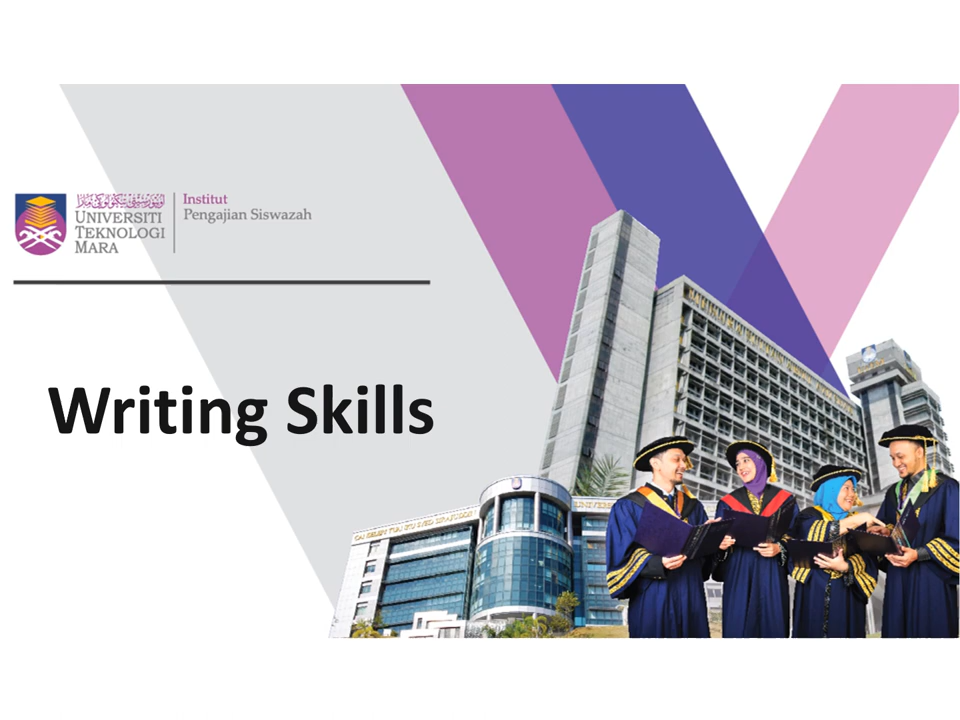 Institut
Pengajian Siswazah
UNIVERSITI
TEKNOLOGI
MARA
Writing Skills